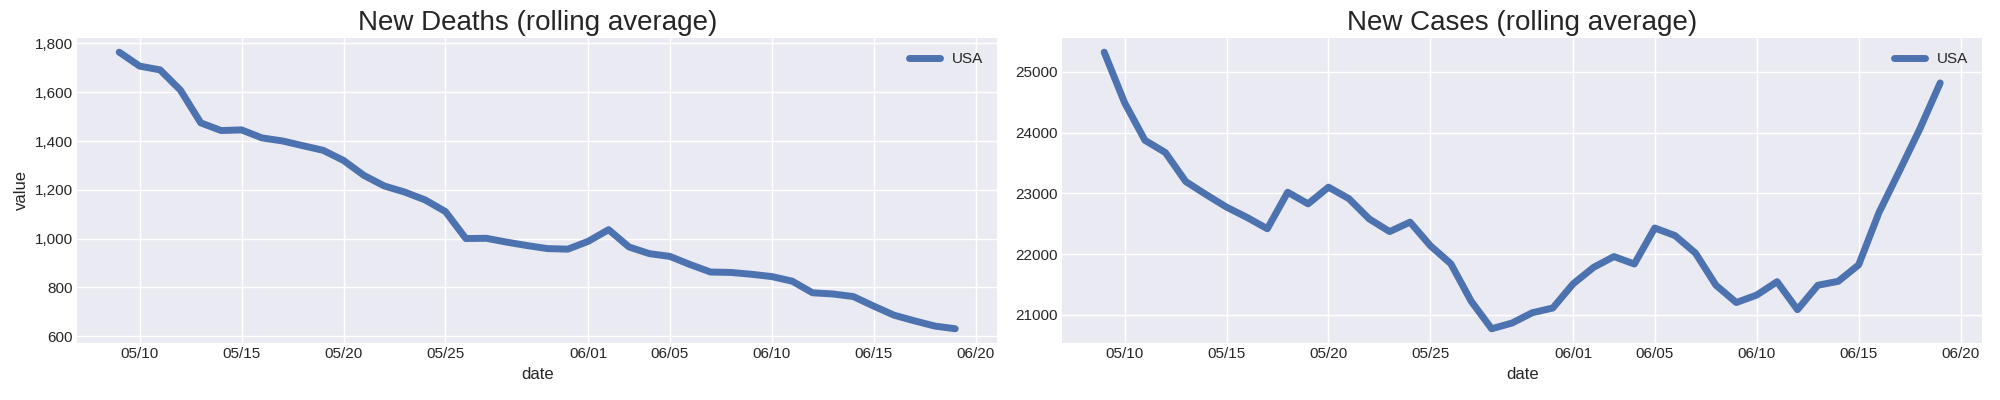 New Deaths (rolling average)
USA
1,800
1,600
1,400
1,200
1,000
800
600
value
05/10 05/15 05/20 05/25 06/01 06/05 06/10 06/15 06/20
date
New Cases (rolling average)
USA
25000
24000
23000
22000
21000
05/10 05/15 05/20 05/25 06/01 06/05 06/10 06/15 06/20
date